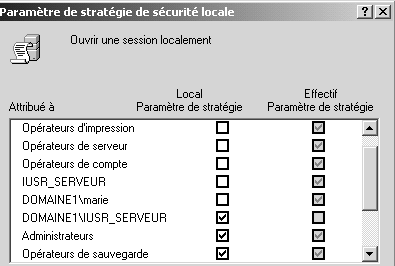 Paramètre de stratégie de sécurité locale
Ouvrir une session localement
Local Effectif
Attribué à Paramètre de stratégie Paramètre de stratégie
Opérateurs d'impression
Opérateurs de serveur
Opérateurs de compte
IUSR_SERVEUR
DOMAINE1\marie
DOMAINE1\IUSR_SERVEUR
Administrateurs
Opérateurs de sauvegarde